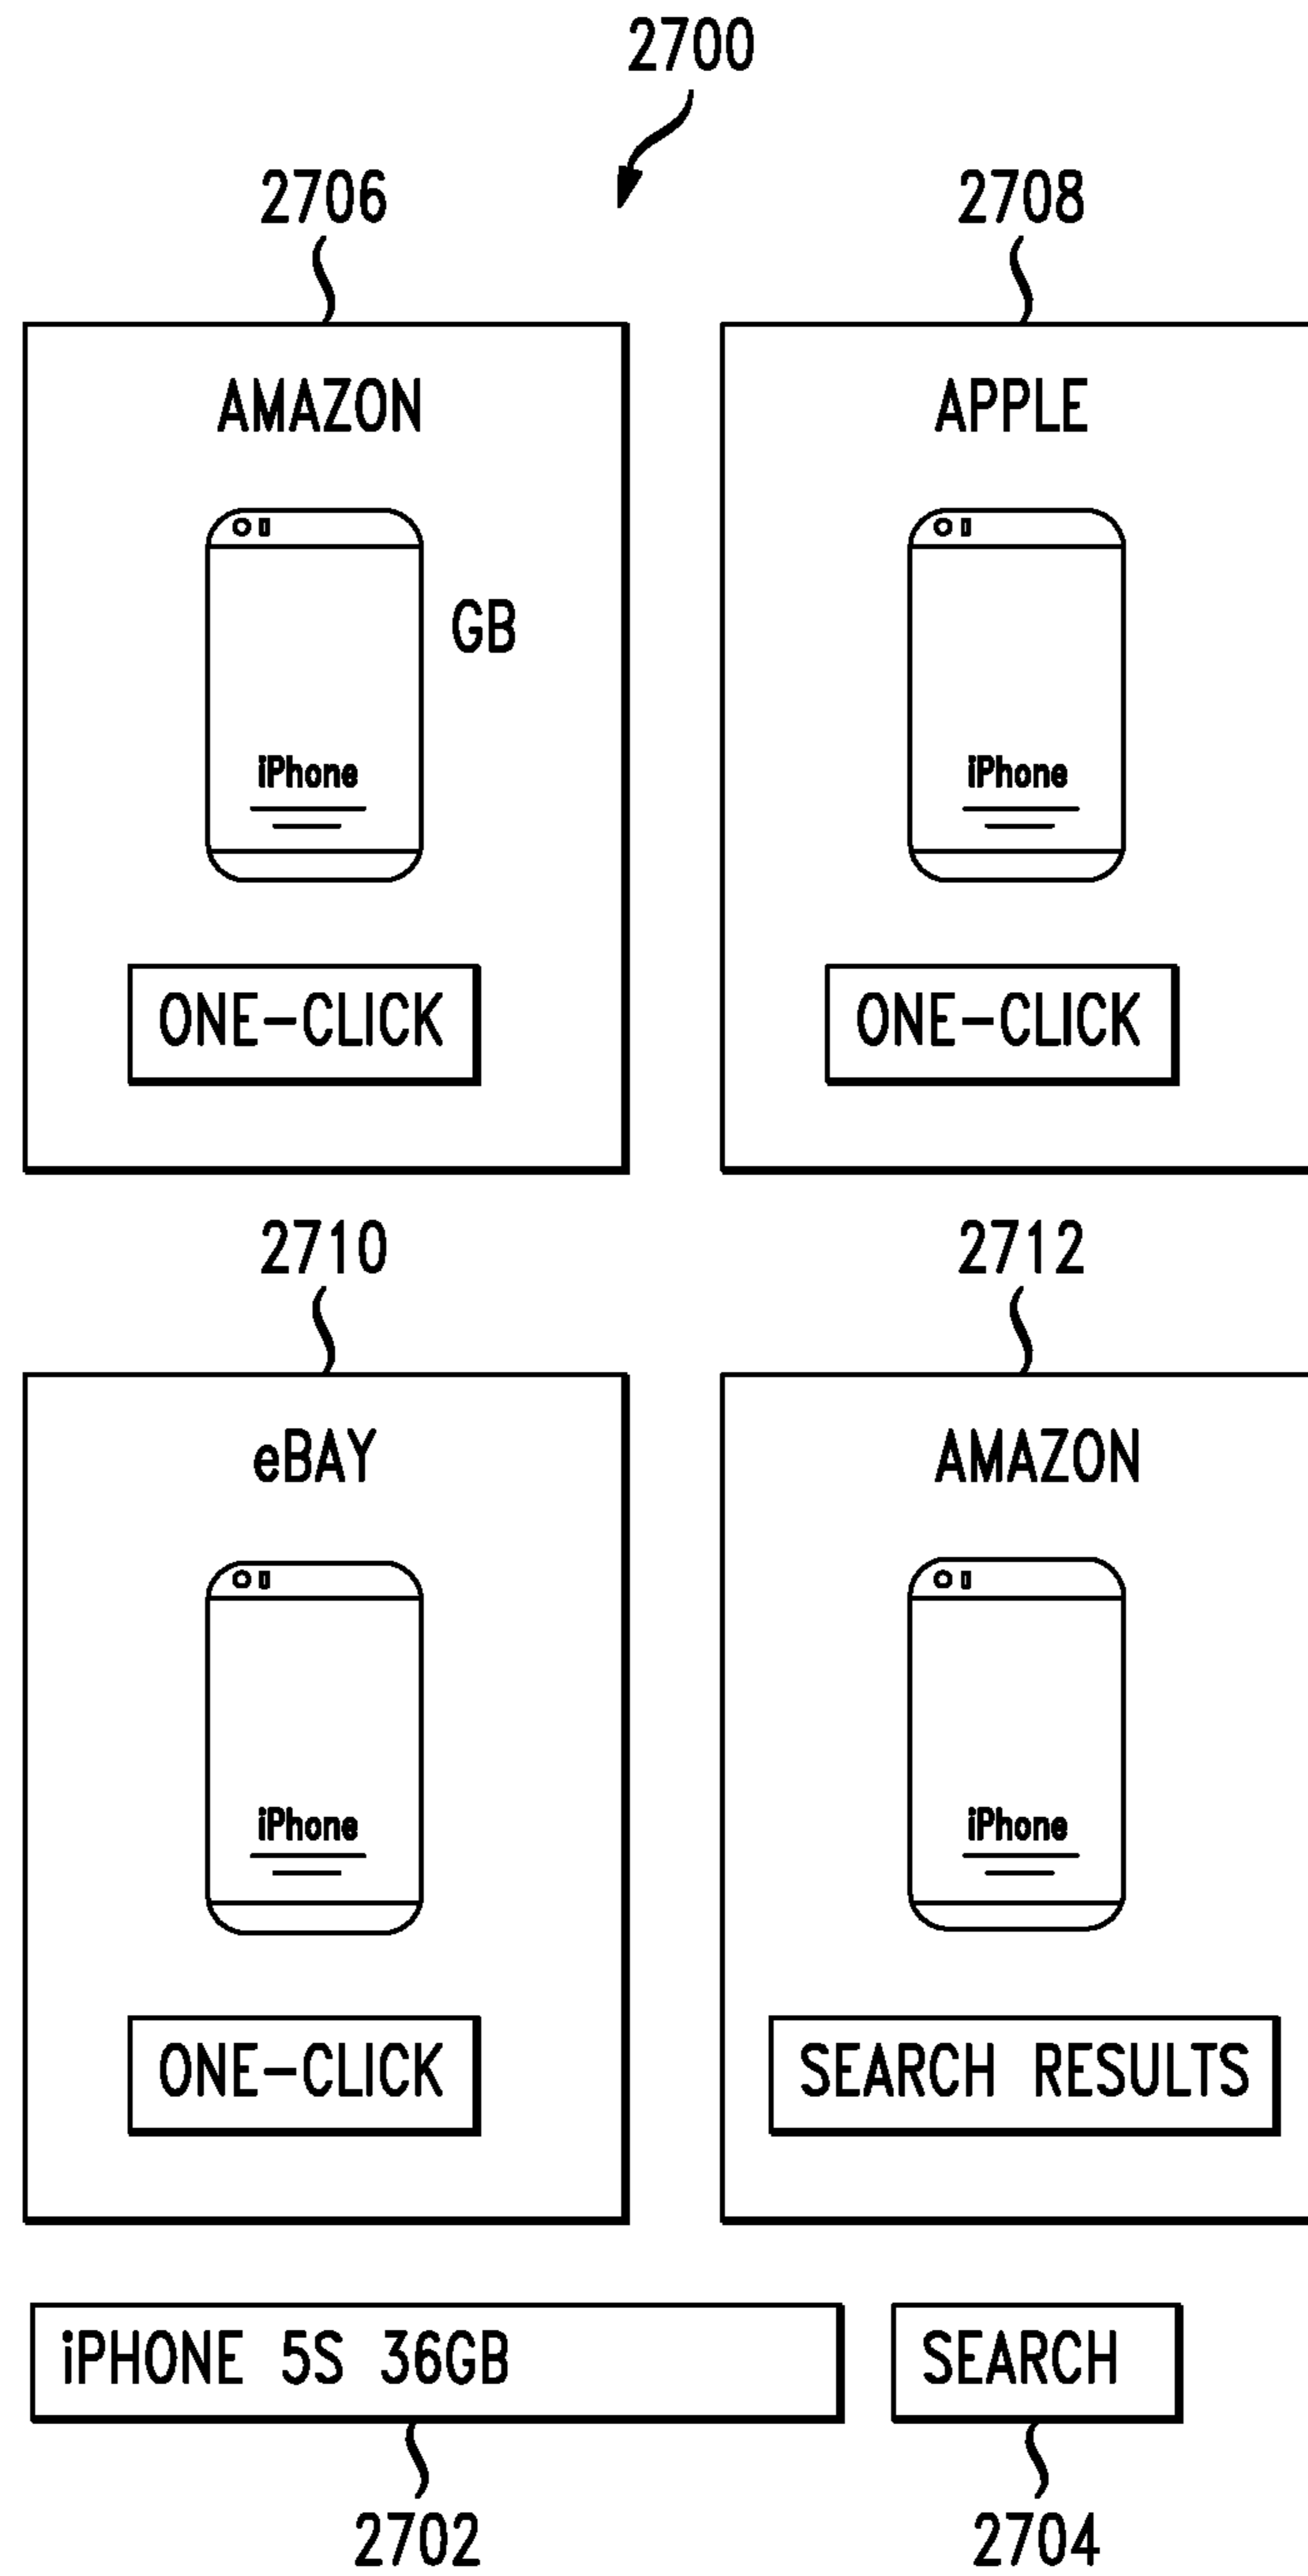 2700
2706
2708
AMAZON
APPLE
GB
iPhone
iPhone
ONE-CLICK
ONE-CLICK
2710
2712
eBAY
AMAZON
iPhone
iPhone
ONE-CLICK
SEARCH RESULTS
iPHONE 5S 36GB
SEARCH
2702
2704